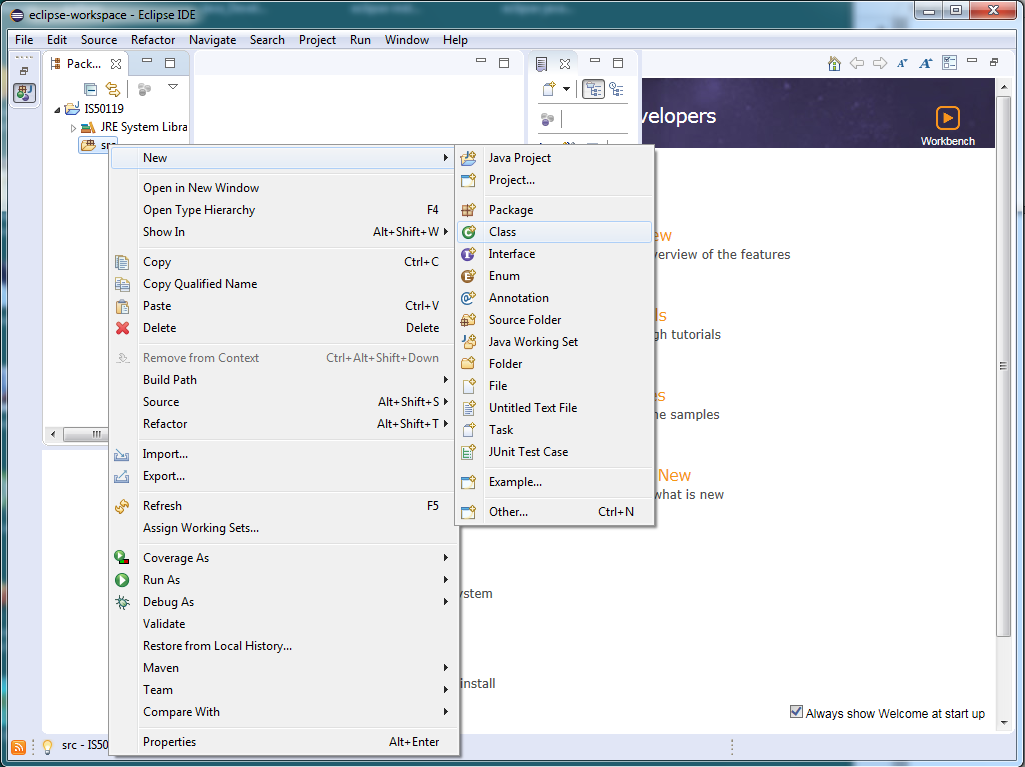 eclipse-workspace - Eclipse IDE
File Edit Source Refactor Navigate Search Project Run Window Help
Pack...
IS50119
JRE System Libra
src
velopers
Workbench
New
Open in New Window
Open Type Hierarchy F4
Show In Alt+Shift+W
Copy Ctrl+C
Copy Qualified Name
Paste Ctrl+V
Delete Delete
Remove from Context Ctrl+Alt+Shift+Down
Build Path
Source Alt+Shift+S
Refactor Alt+Shift+T
Import...
Export...
Refresh F5
Assign Working Sets...
Coverage As
Run As
Debug As
Validate
Restore from Local History...
Maven
Team
Compare With
Properties Alt+Enter
Java Project
Project...
Package
Class
Interface
Enum
Annotation
Source Folder
Java Working Set
Folder
File
Untitled Text File
Task
JUnit Test Case
Example...
Other... Ctrl+N
ew
verview of the features
ls
gh tutorials
es
he samples
New
what is new
ystem
install
Always show Welcome at start up
src - IS50